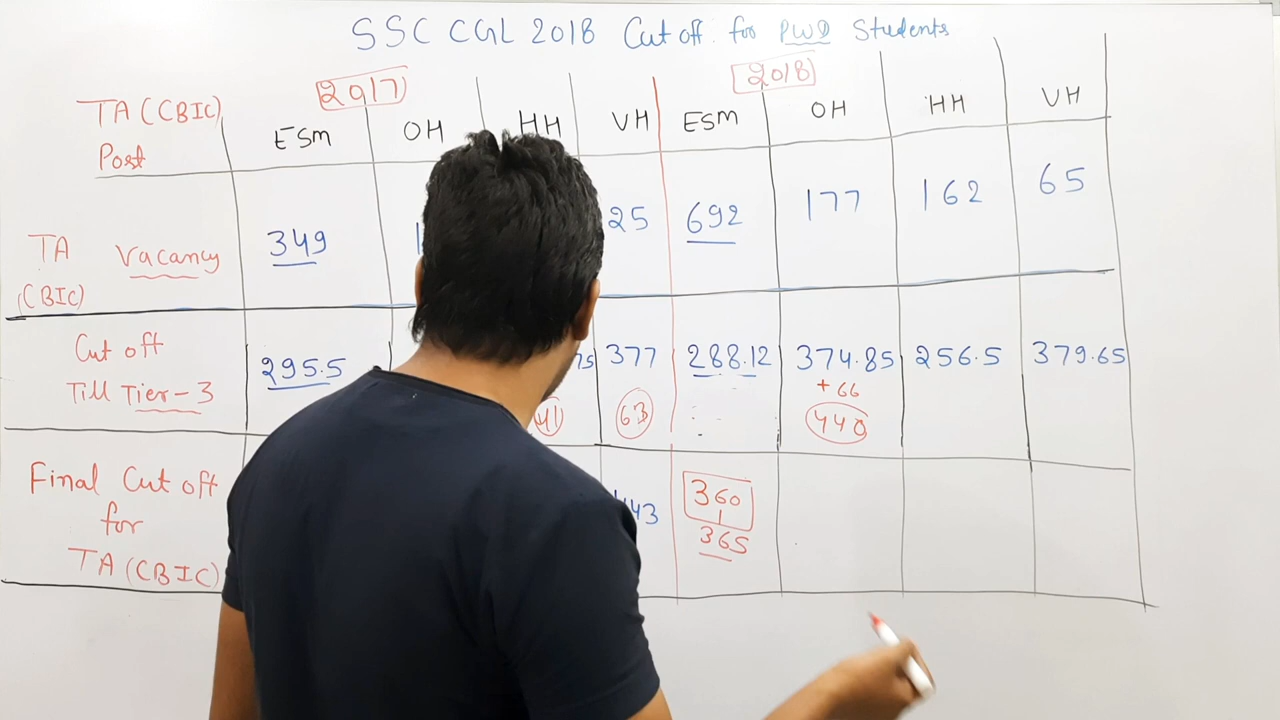 SSC CGL 2018 Cut off for PWD Students
2017 2018
TA (CBIC) Post ESM OH HH VH ESM OH HH VH
TA (CBIC) Vacancy 349 25 692 177 162 65
Cut off Till Tier-3 295.5 377 288.12 374.85 256.5 379.65
+66
41 63 440
Final Cut off for TA (CBIC) 360
365